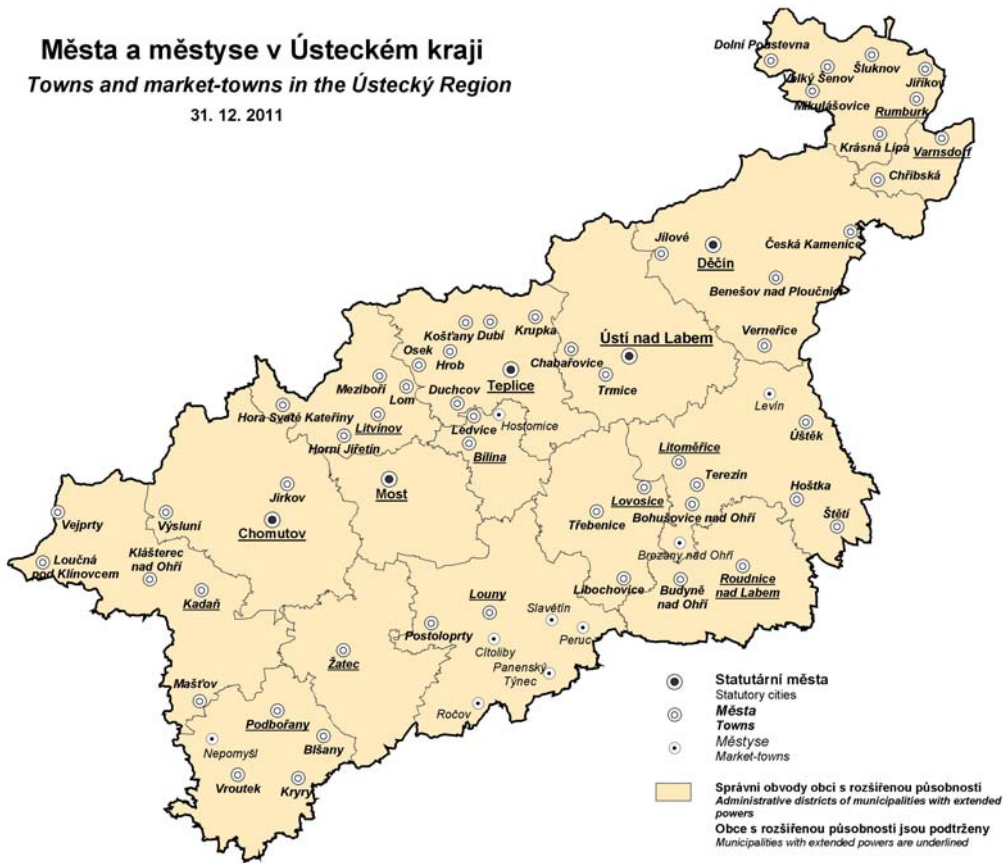 Města a městyse v Ústeckém kraji
Towns and market-towns in the Ústecký Region
31. 12. 2011
Dolní Poustevna
Velký Šenov
Šluknov
Jiříkov
Mikulášovice
Rumburk
Krásná Lípa
Varnsdorf
Chřibská
Jílové
Děčín
Česká Kamenice
Benešov nad Ploučnicí
Verneřice
Košťany
Dubí
Krupka
Osek
Hrob
Chabařovice
Ústí nad Labem
Teplice
Trmice
Meziboří
Lom
Duchcov
Levín
Hora Svaté Kateřiny
Litvínov
Ledvice
Hostomice
Úštěk
Horní Jiřetín
Bílina
Litoměřice
Terezín
Jirkov
Most
Lovosice
Hoštka
Vejprty
Výsluní
Chomutov
Třebenice
Bohušovice nad Ohří
Štětí
Loučná
pod Klínovcem
Klášterec
nad Ohří
Brozany nad Ohří
Kadaň
Libochovice
Budyně
nad Ohří
Roudnice
nad Labem
Louny
Slavětín
Postoloprty
Cítoliby
Peruc
Žatec
Panenský
Týnec
Mašťov
Ročov
Podbořany
Nepomyšl
Blšany
Vroutek
Kryry
Statutární města
Statutory cities
Města
Towns
Městyse
Market-towns
Správní obvody obcí s rozšířenou působností
Administrative districts of municipalities with extended
powers
Obce s rozšířenou působností jsou podtrženy
Municipalities with extended powers are underlined